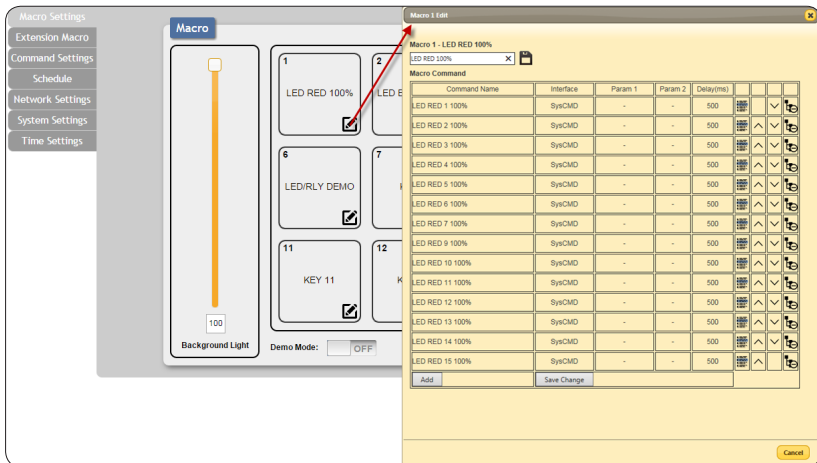 Macro Settings
Extension Macro
Command Settings
Schedule
Network Settings
System Settings
Time Settings
Macro
100
Background Light
1
LED RED 100%
2
LED
6
LED/RLY DEMO
7
11
KEY 11
12
K
Demo Mode: OFF
Macro 1 Edit
Macro 1 - LED RED 100%
LED RED 100% X
Macro Command
Command Name Interface Param 1 Param 2 Delay(ms)
LED RED 1 100% SysCMD - - 500
LED RED 2 100% SysCMD - - 500
LED RED 3 100% SysCMD - - 500
LED RED 4 100% SysCMD - - 500
LED RED 5 100% SysCMD - - 500
LED RED 6 100% SysCMD - - 500
LED RED 7 100% SysCMD - - 500
LED RED 9 100% SysCMD - - 500
LED RED 10 100% SysCMD - - 500
LED RED 11 100% SysCMD - - 500
LED RED 12 100% SysCMD - - 500
LED RED 13 100% SysCMD - - 500
LED RED 14 100% SysCMD - - 500
LED RED 15 100% SysCMD - - 500
Add Save Change
Cancel